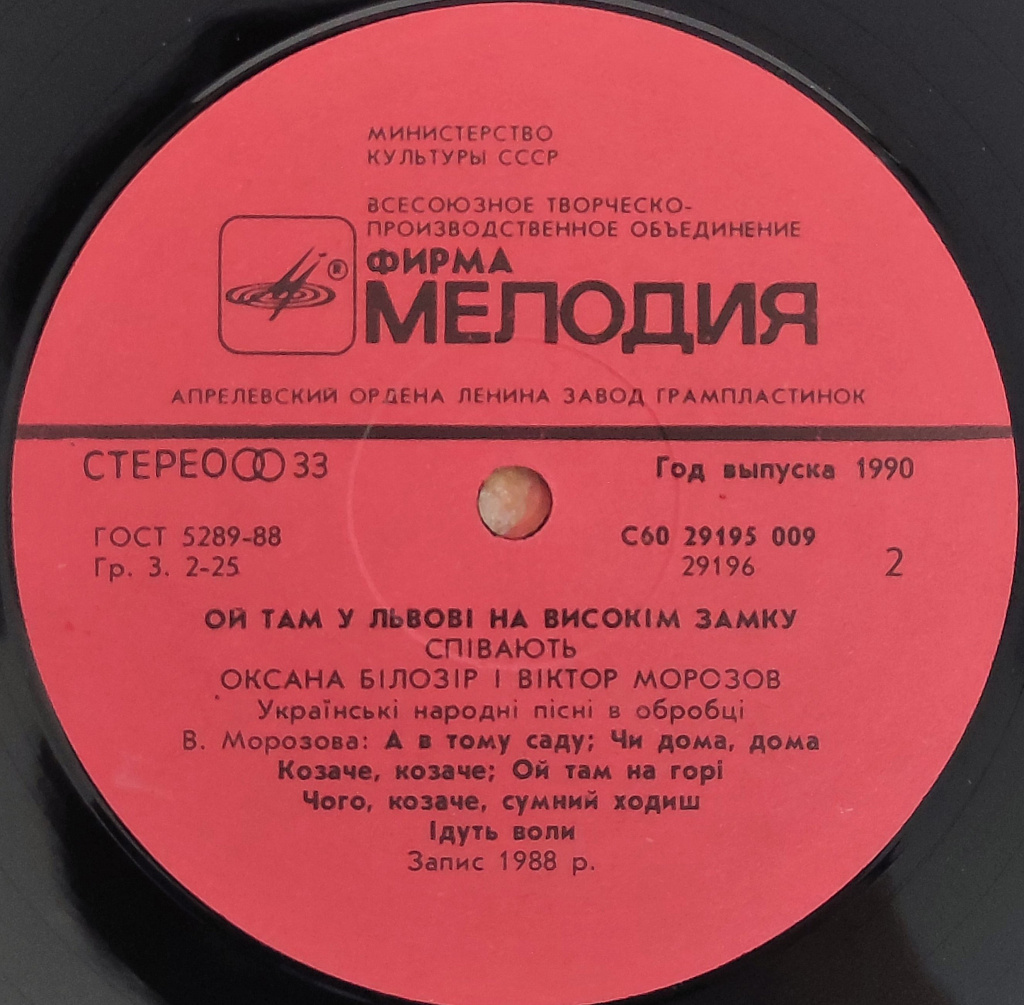 МИНИСТЕРСТВО
КУЛЬТУРЫ СССР
ВСЕСОЮЗНОЕ ТВОРЧЕСКО-
ПРОИЗВОДСТВЕННОЕ ОБЪЕДИНЕНИЕ
ФИРМА
®
МЕЛОДИЯ
АПРЕЛЕВСКИЙ ОРДЕНА ЛЕНИНА ЗАВОД ГРАМПЛАСТИНОК
СТЕРЕО 33
Год выпуска 1990
ГОСТ 5289-88
Гр. 3. 2-25
С60 29195 009
29196
2
ОЙ ТАМ У ЛЬВОВІ НА ВИСОКІМ ЗАМКУ
СПІВАЮТЬ
ОКСАНА БІЛОЗІР І ВІКТОР МОРОЗОВ
Українські народні пісні в обробці
В. Морозова: А в тому саду; Чи дома, дома
Козаче, козаче; Ой там на горі
Чого, козаче, сумний ходиш
Ідуть воли
Запис 1988 р.